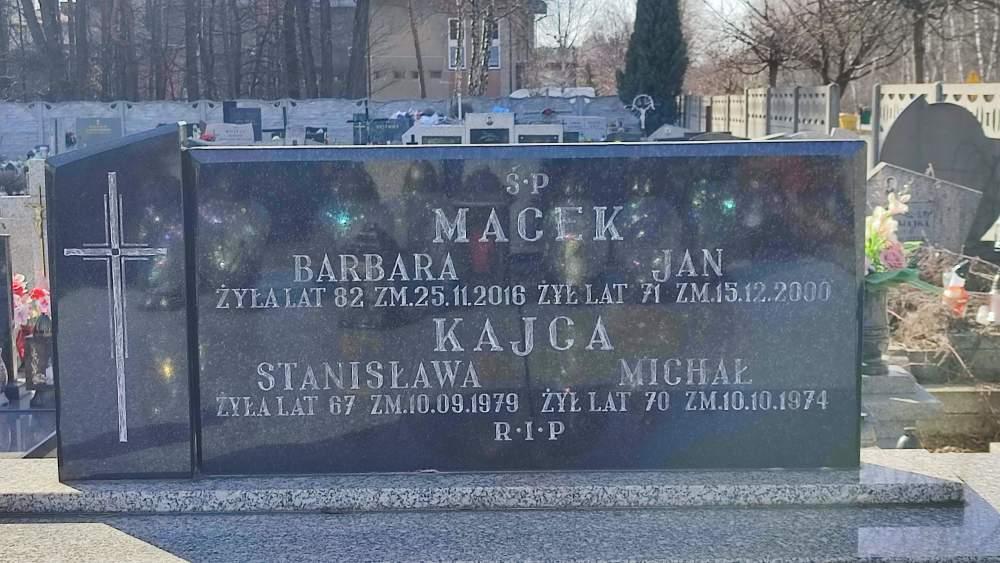 Ś·P
MACEK
BARBARA JAN
ŻYŁA LAT 82 ZM.25.11.2016 ŻYŁ LAT 71 ZM.15.12.2000
KAJCA
STANISŁAWA MICHAŁ
ŻYŁA LAT 67 ZM.10.09.1979 ŻYŁ LAT 70 ZM.10.10.1974
R·I·P